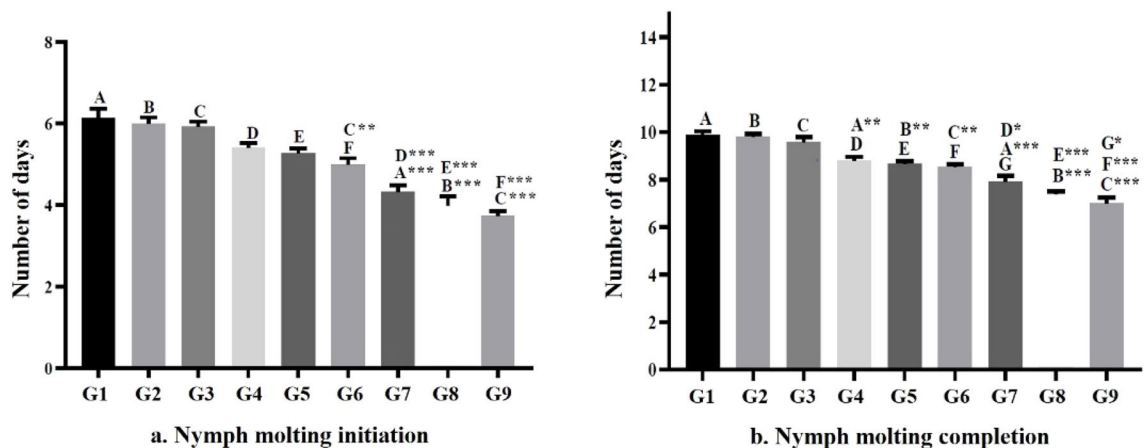 Number of days
8
6
4
2
0
A
B
C
D
E
C**
F
D***
A***
E***
B***
F***
C***
G1 G2 G3 G4 G5 G6 G7 G8 G9
a. Nymph molting initiation
Number of days
14
12
10
8
6
4
2
0
A
B
C
A**
D
B**
E
C**
F
D*
A***
G
E***
B***
G*
F***
C***
G1 G2 G3 G4 G5 G6 G7 G8 G9
b. Nymph molting completion